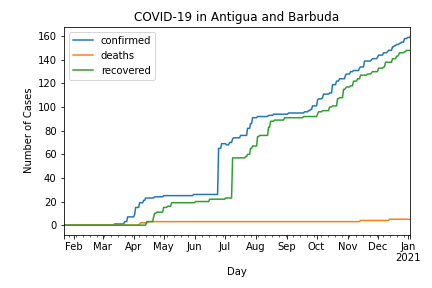 COVID-19 in Antigua and Barbuda
confirmed
deaths
recovered
Number of Cases
160
140
120
100
80
60
40
20
0
Feb Mar Apr May Jun Jul Aug Sep Oct Nov Dec Jan
2021
Day